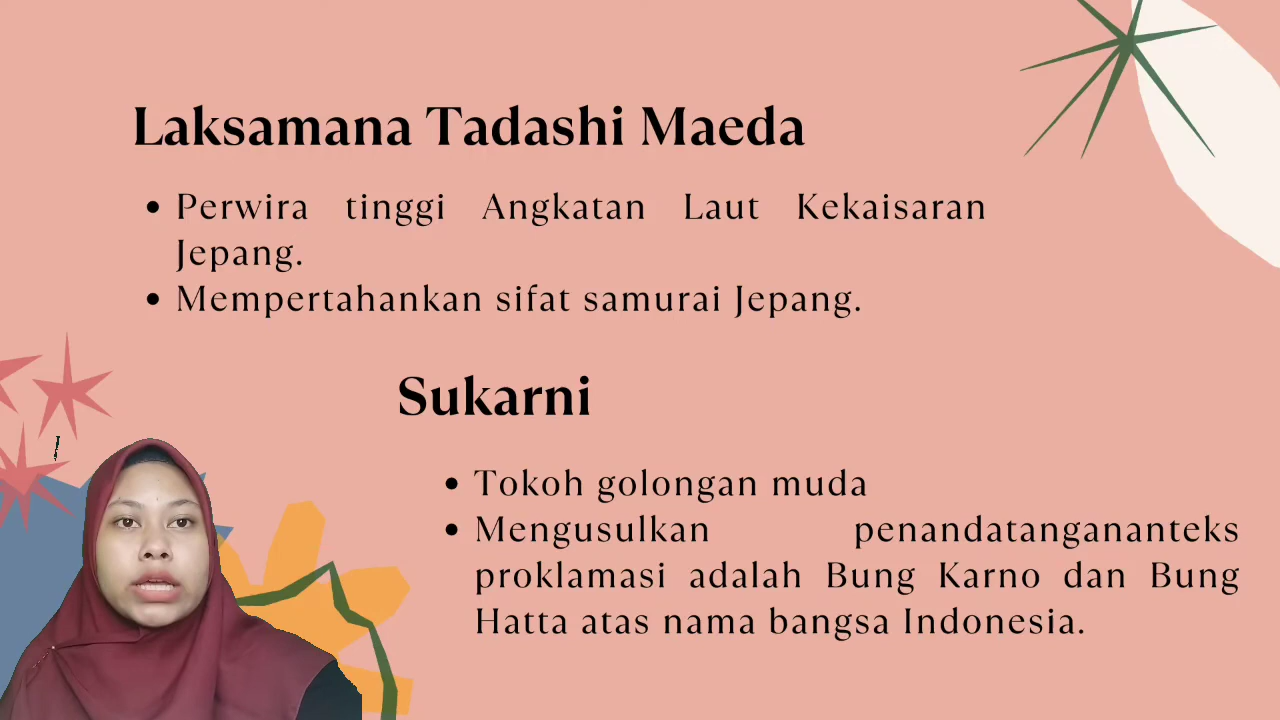 Laksamana Tadashi Maeda
Perwira tinggi Angkatan Laut Kekaisaran
Jepang.
Mempertahankan sifat samurai Jepang.
Sukarni
Tokoh golongan muda
Mengusulkan penandatangananteks
proklamasi adalah Bung Karno dan Bung
Hatta atas nama bangsa Indonesia.